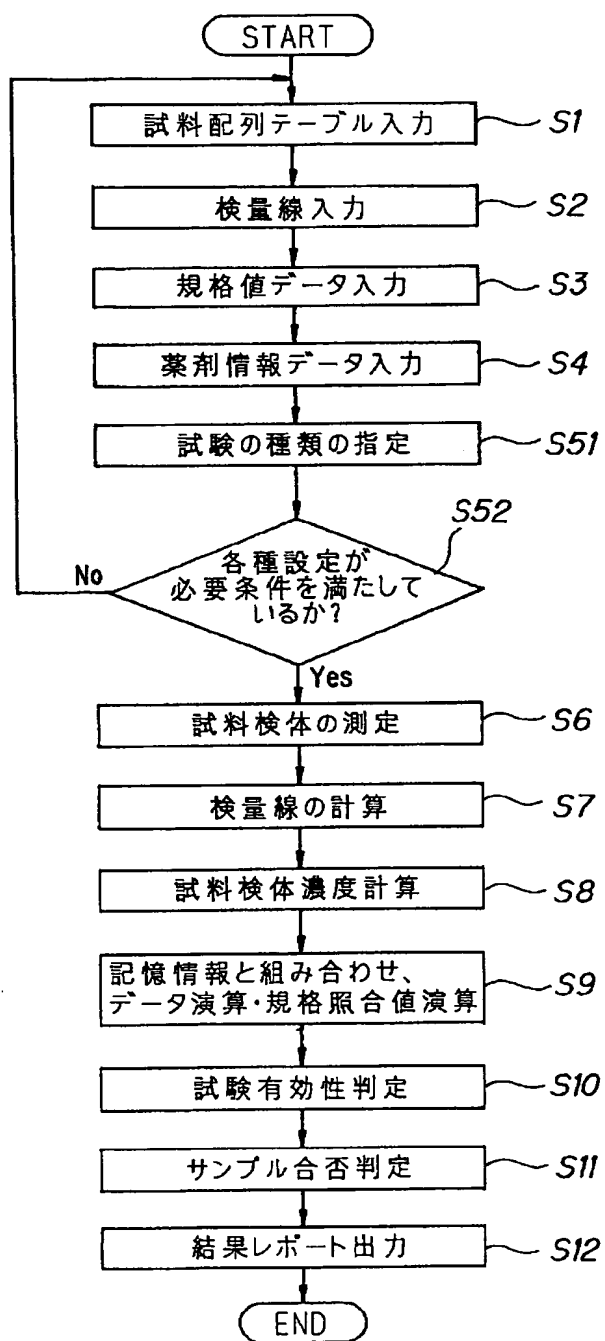 START
試料配列テーブル入力
S1
検量線入力
S2
規格値データ入力
S3
薬剤情報データ入力
S4
試験の種類の指定
S51
S52
各種設定が
必要条件を満たして
いるか?
No
Yes
試料検体の測定
S6
検量線の計算
S7
試料検体濃度計算
S8
記憶情報と組み合わせ、
データ演算・規格照合値演算
S9
試験有効性判定
S10
サンプル合否判定
S11
結果レポート出力
S12
END